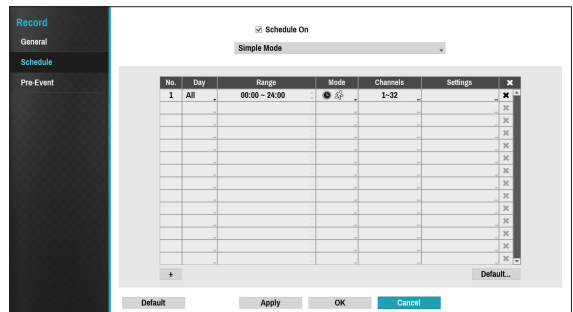 Record
General
Schedule
Pre-Event
Schedule On
Simple Mode
No. Day Range Mode Channels Settings
1 All 00:00 ~ 24:00 1~32
+ Default...
Default Apply OK Cancel